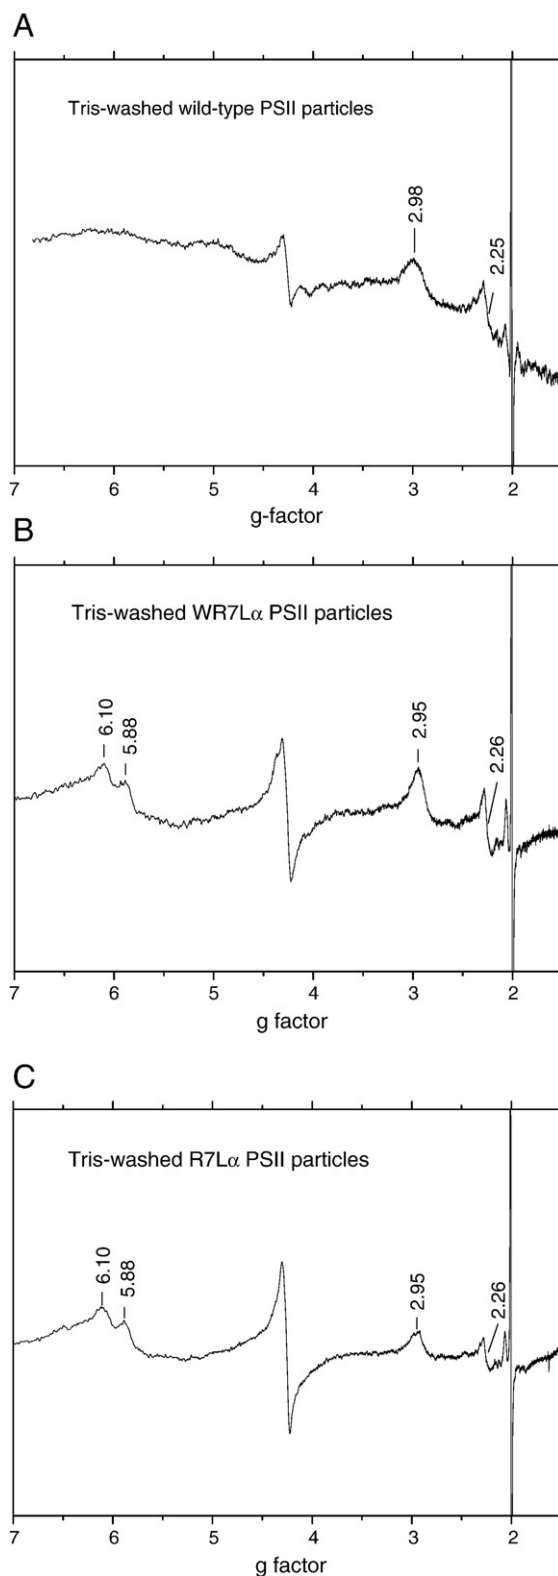 A
Tris-washed wild-type PSII particles
2.98
2.25
7 6 5 4 3 2
g-factor
B
Tris-washed WR7Lα PSII particles
6.10
5.88
2.95
2.26
7 6 5 4 3 2
g factor
C
Tris-washed R7Lα PSII particles
6.10
5.88
2.95
2.26
7 6 5 4 3 2
g factor